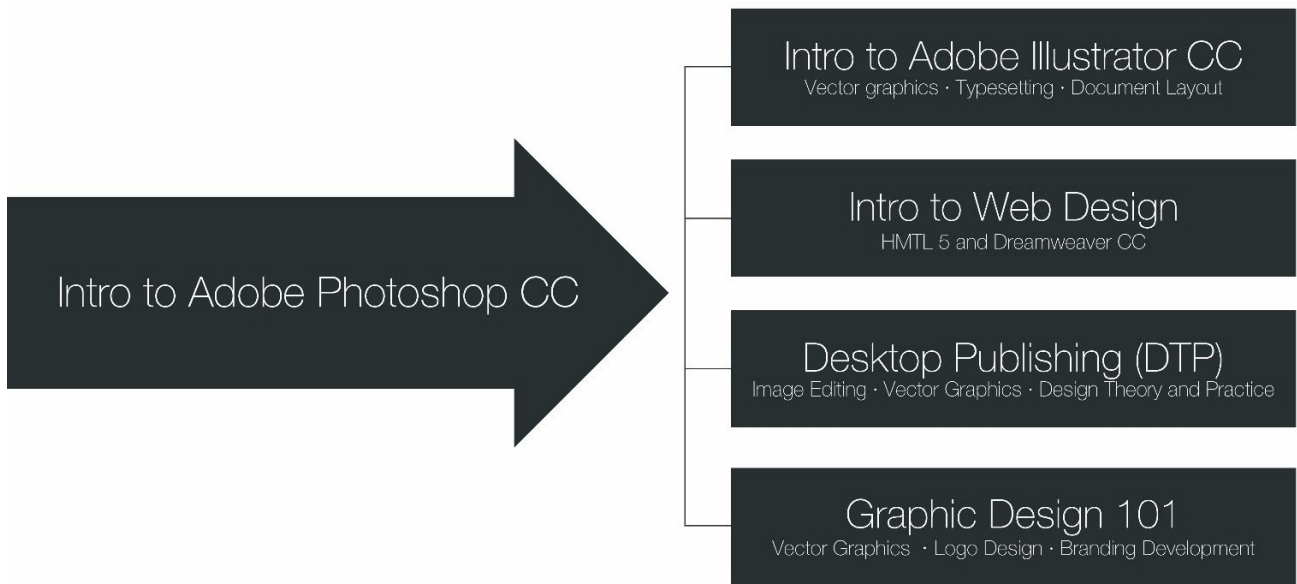 Intro to Adobe Photoshop CC
Intro to Adobe Illustrator CC
Vector graphics · Typesetting · Document Layout
Intro to Web Design
HMTL 5 and Dreamweaver CC
Desktop Publishing (DTP)
Image Editing · Vector Graphics · Design Theory and Practice
Graphic Design 101
Vector Graphics · Logo Design · Branding Development